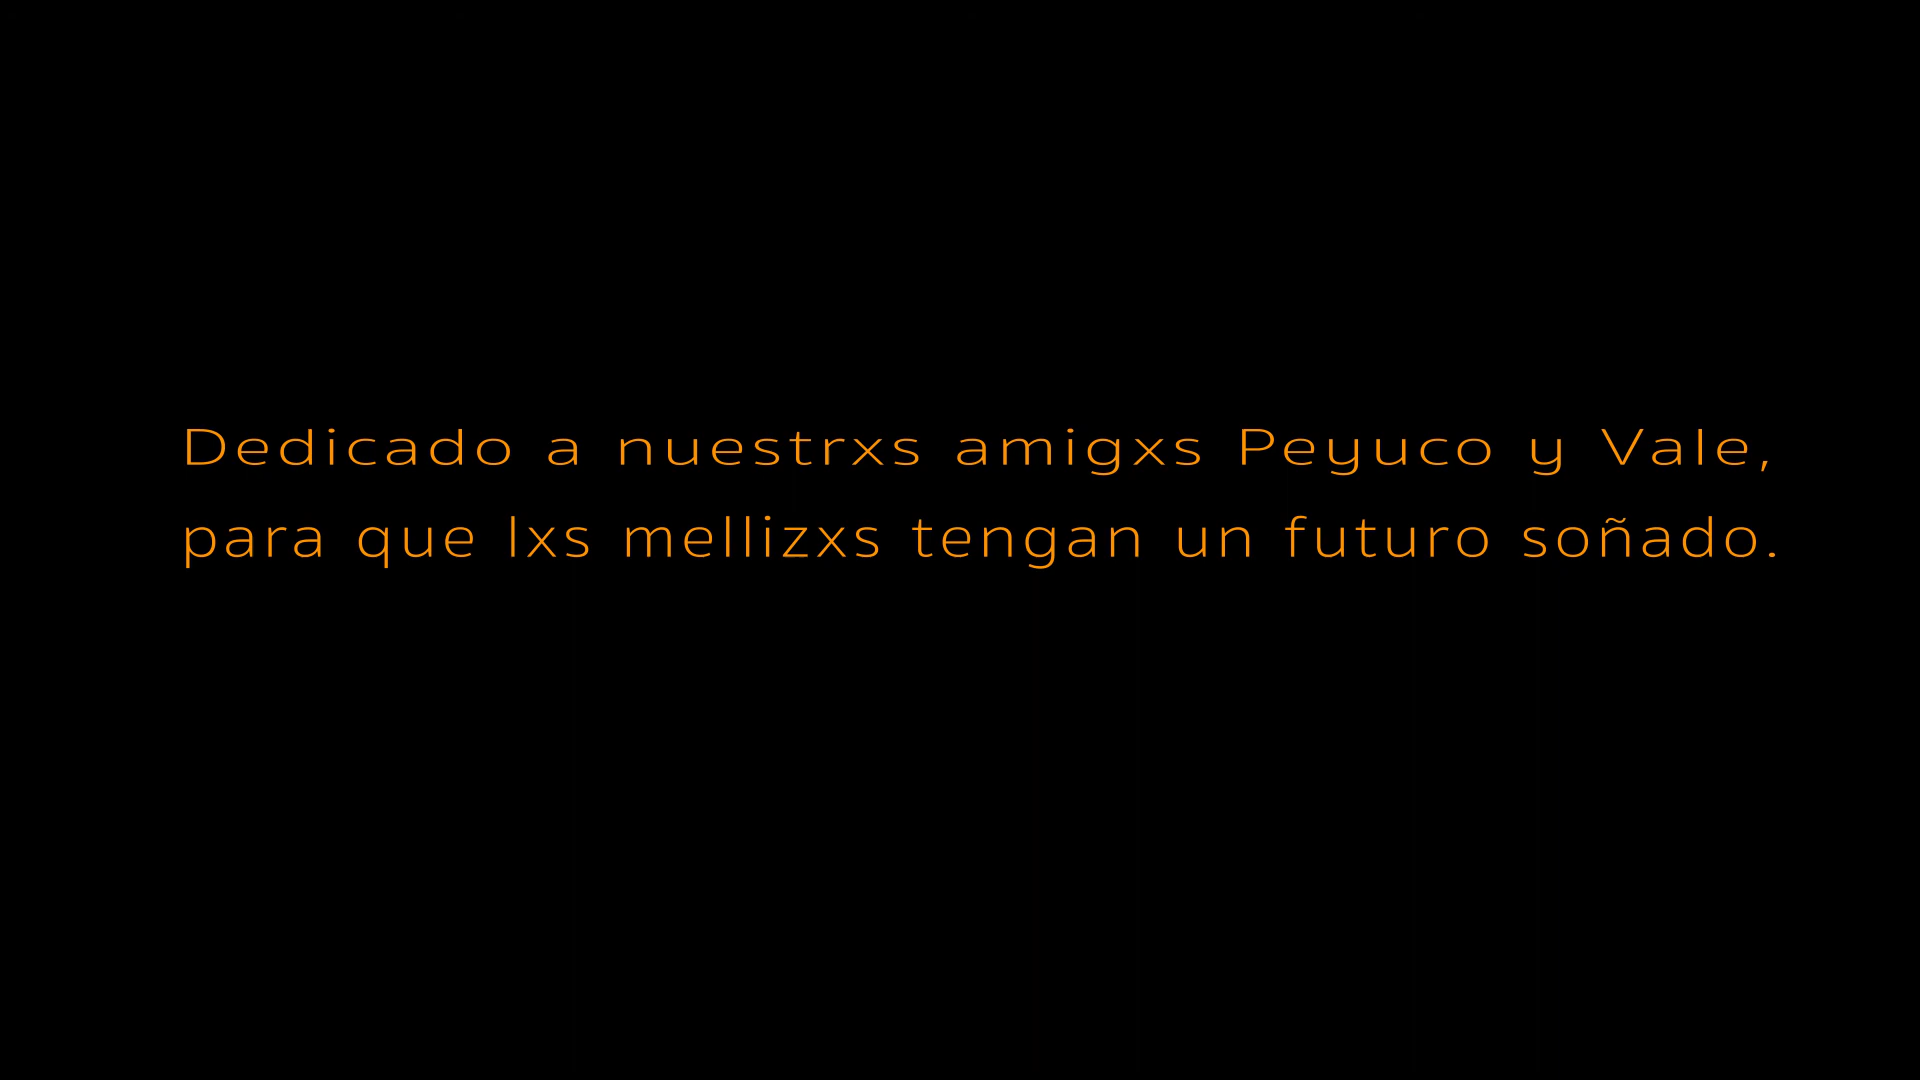 Dedicado a nuestrxs amigxs Peyuco y Vale,
para que lxs mellizxs tengan un futuro soñado.